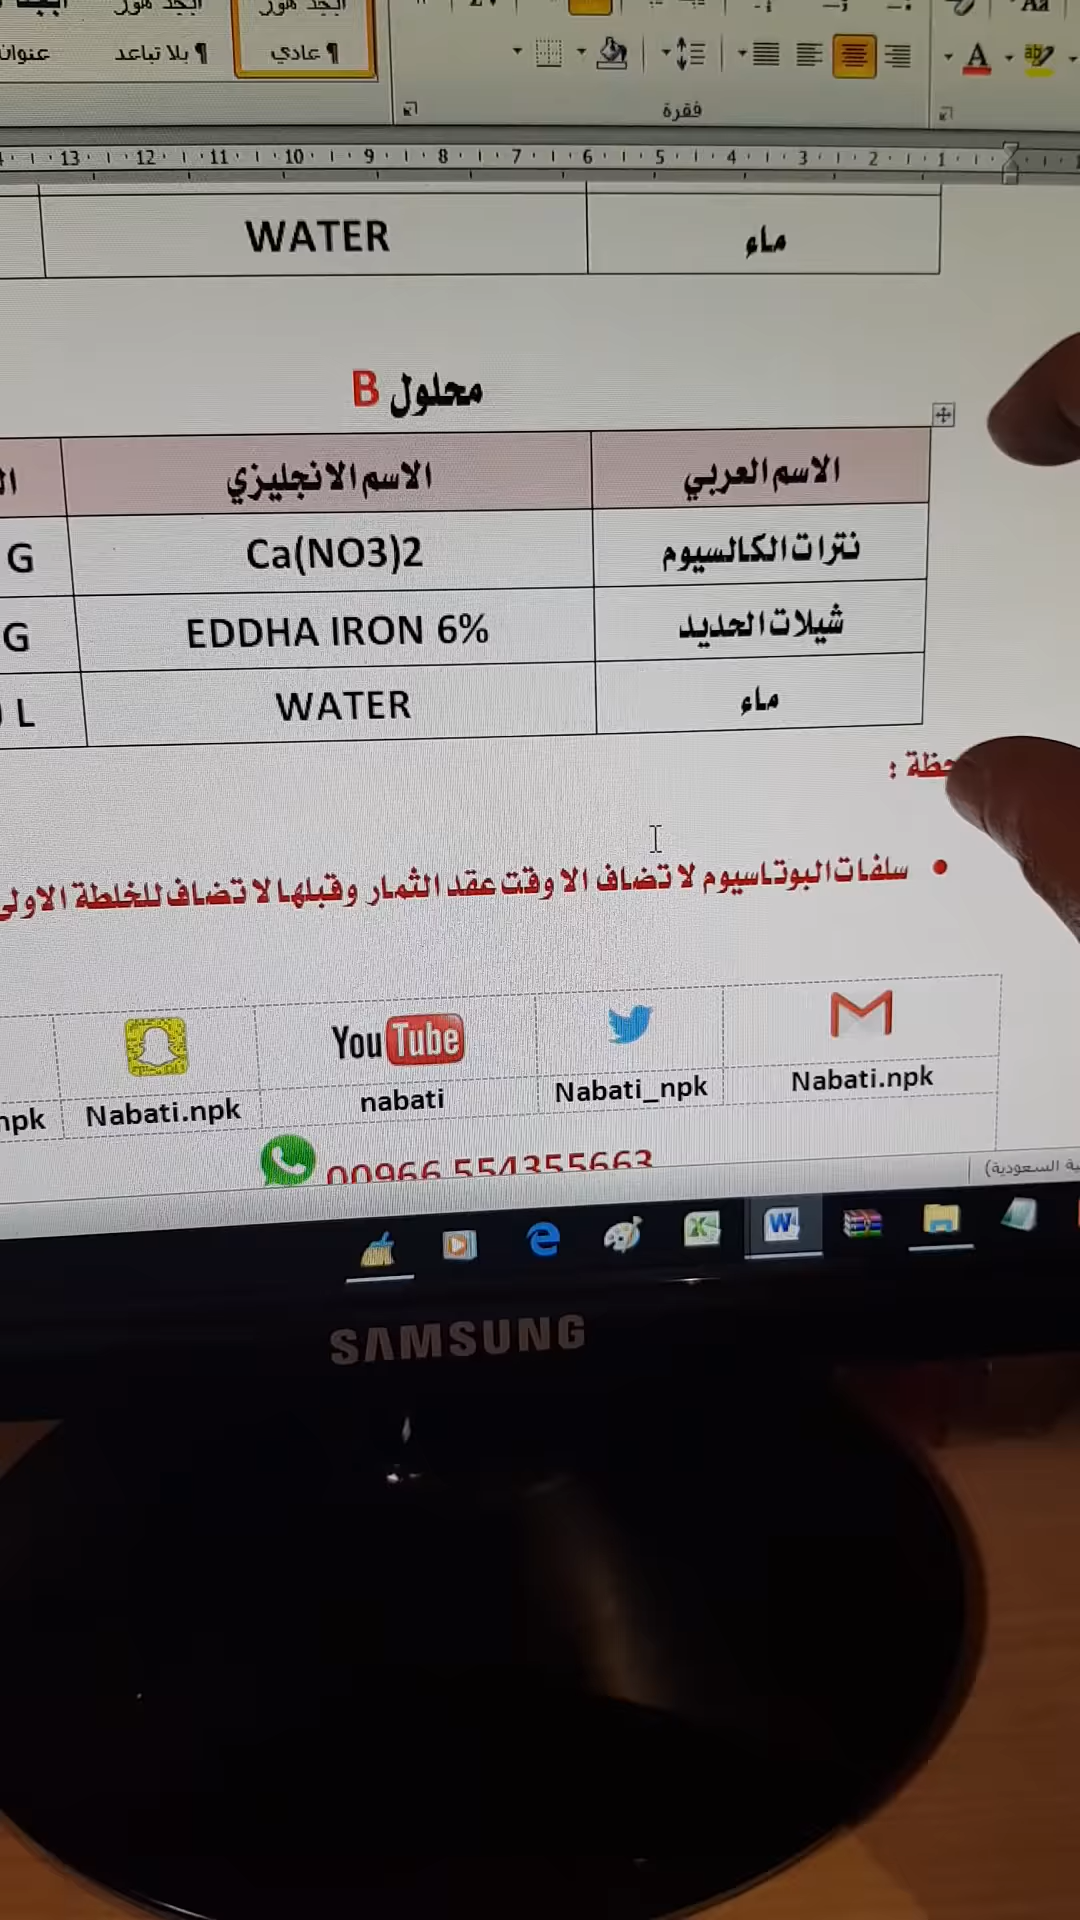 ¶ عادي ¶ بلا تباعد عنوان
فقرة
13 12 11 10 9 8 7 6 5 4 3 2 1
ماء WATER
محلول B
الاسم العربي الاسم الانجليزي
نترات الكالسيوم Ca(NO3)2 G
شيلات الحديد EDDHA IRON 6% G
ماء WATER L
سلفات البوتاسيوم لا تضاف الا وقت عقد الثمار وقبلها لا تضاف للخلطة الاولى
YouTube
Nabati.npk Nabati_npk nabati Nabati.npk npk
00966 554355663
SAMSUNG